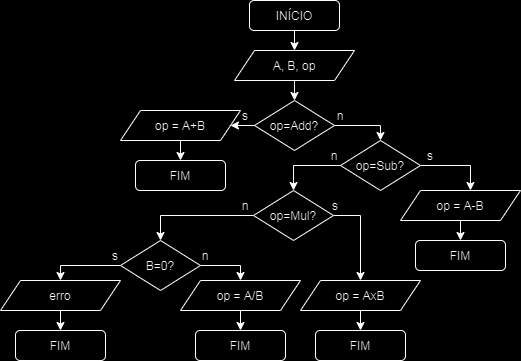 INÍCIO
A, B, op
s
n
op = A+B
op=Add?
FIM
n
s
op=Sub?
n
s
op=Mul?
op = A-B
s
n
B=0?
FIM
erro
op = A/B
op = AxB
FIM
FIM
FIM